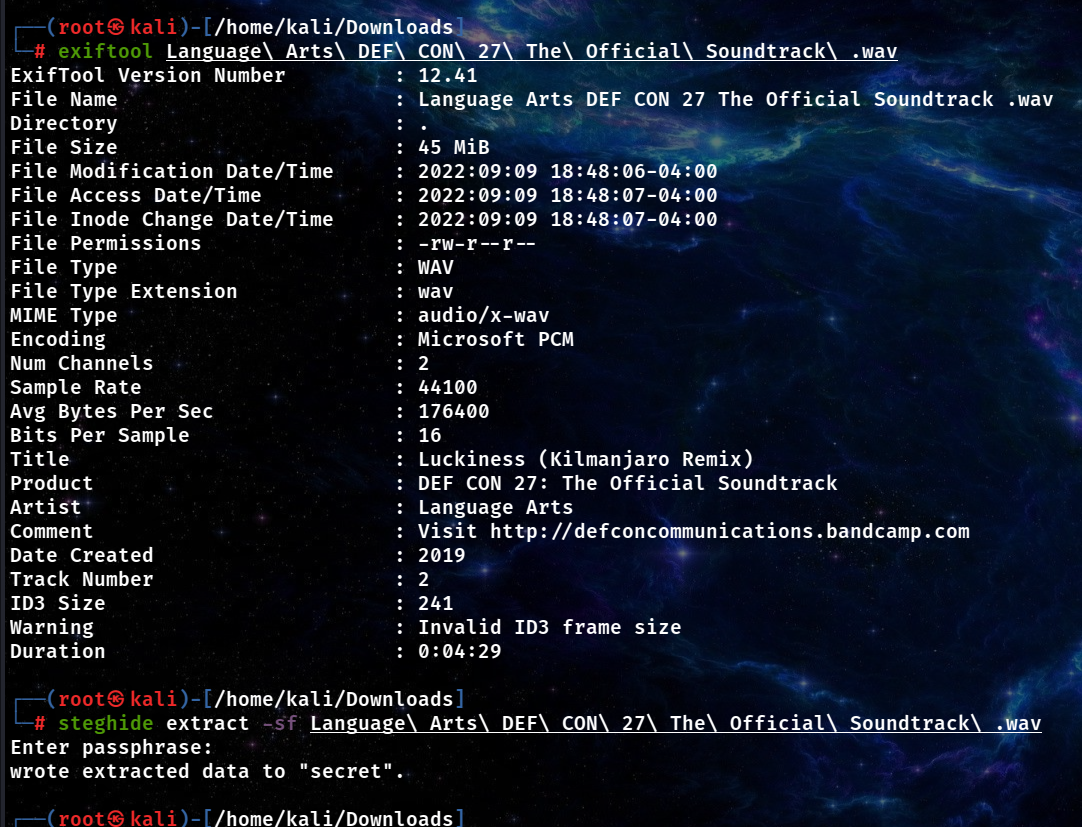 ┌──(root㉿kali)-[/home/kali/Downloads]
└─# exiftool Language\ Arts\ DEF\ CON\ 27\ The\ Official\ Soundtrack\ .wav
ExifTool Version Number         : 12.41
File Name                       : Language Arts DEF CON 27 The Official Soundtrack .wav
Directory                       : .
File Size                       : 45 MiB
File Modification Date/Time     : 2022:09:09 18:48:06-04:00
File Access Date/Time           : 2022:09:09 18:48:07-04:00
File Inode Change Date/Time     : 2022:09:09 18:48:07-04:00
File Permissions                : -rw-r--r--
File Type                       : WAV
File Type Extension             : wav
MIME Type                       : audio/x-wav
Encoding                        : Microsoft PCM
Num Channels                    : 2
Sample Rate                     : 44100
Avg Bytes Per Sec               : 176400
Bits Per Sample                 : 16
Title                           : Luckiness (Kilmanjaro Remix)
Product                         : DEF CON 27: The Official Soundtrack
Artist                          : Language Arts
Comment                         : Visit http://defconcommunications.bandcamp.com
Date Created                    : 2019
Track Number                    : 2
ID3 Size                        : 241
Warning                         : Invalid ID3 frame size
Duration                        : 0:04:29
┌──(root㉿kali)-[/home/kali/Downloads]
└─# steghide extract -sf Language\ Arts\ DEF\ CON\ 27\ The\ Official\ Soundtrack\ .wav
Enter passphrase:
wrote extracted data to "secret".
┌──(root㉿kali)-[/home/kali/Downloads]